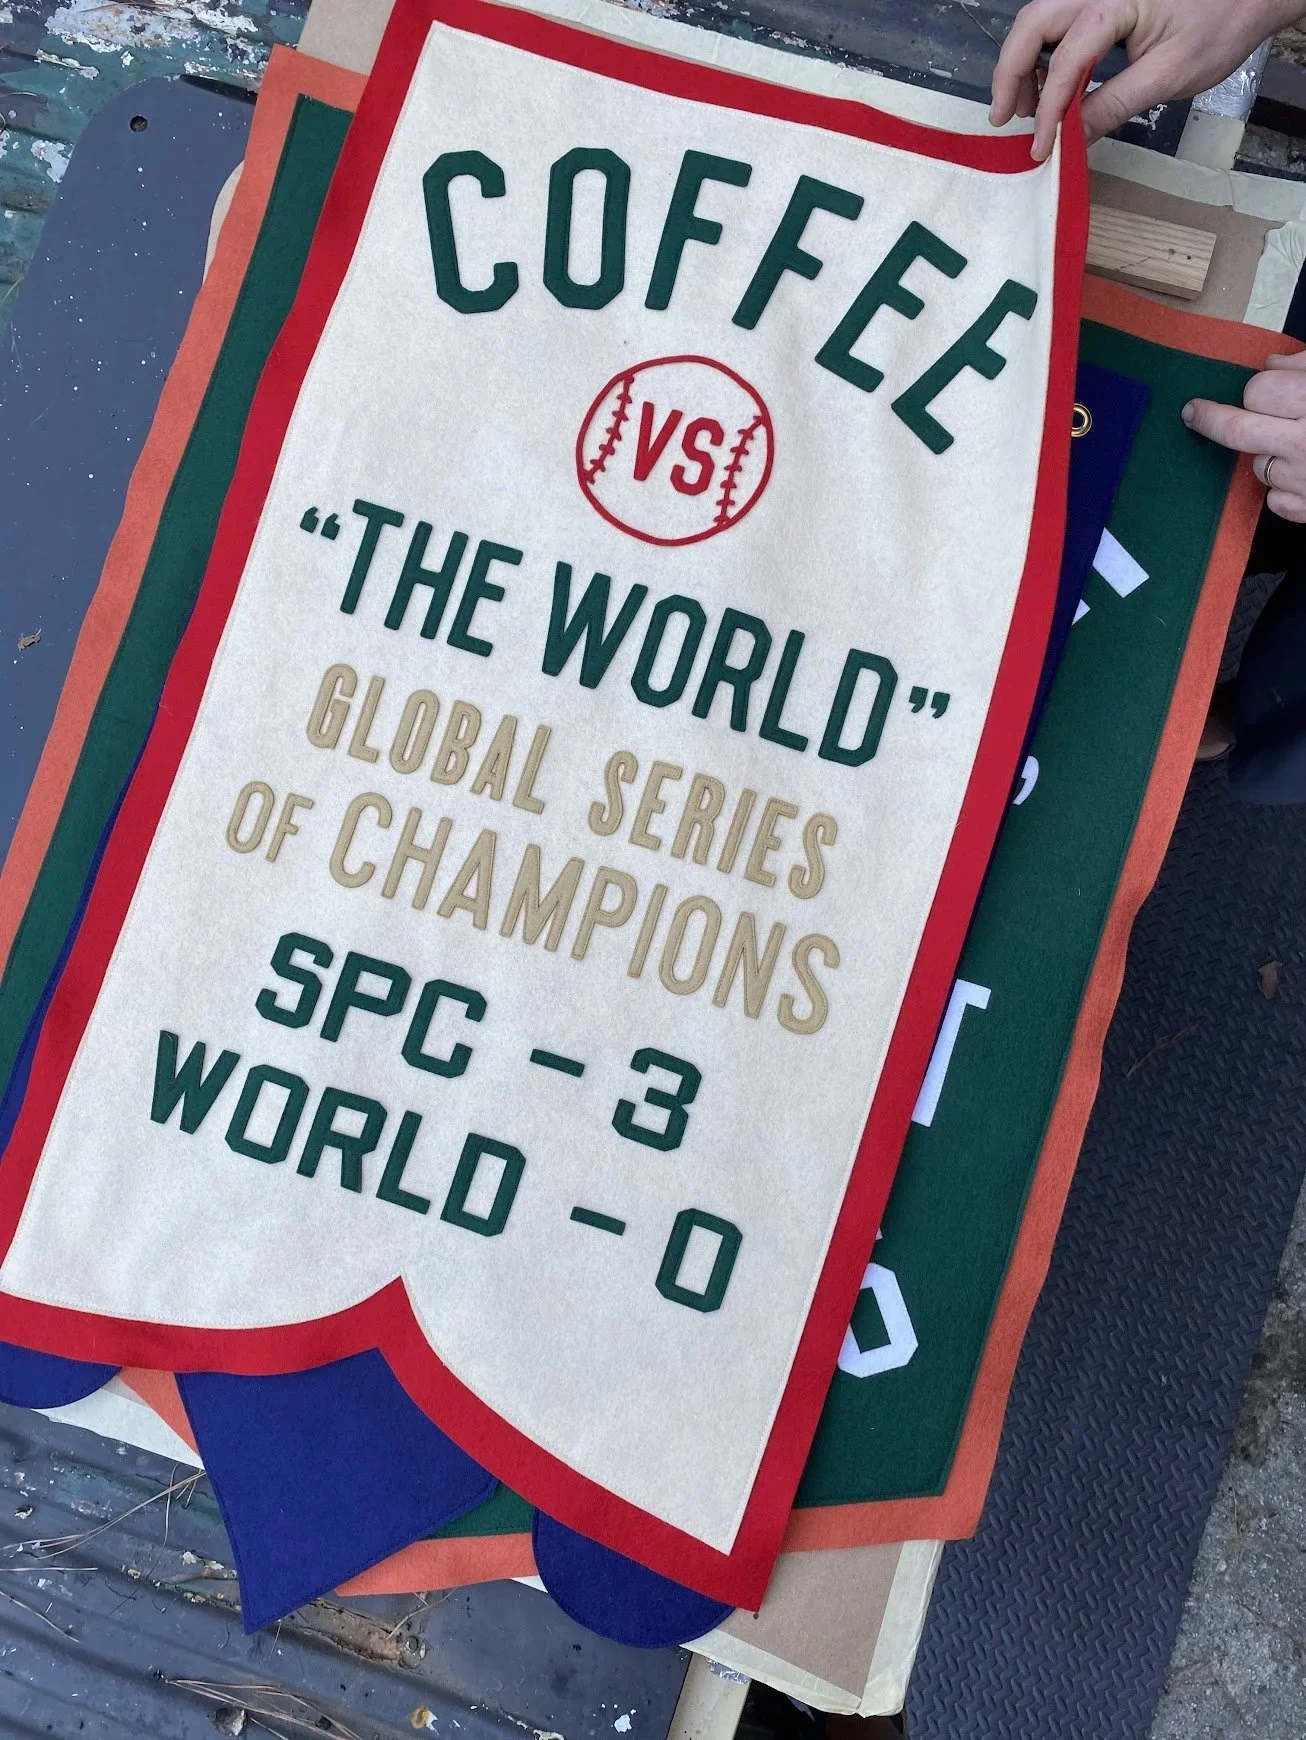 COFFEE
VS
“THE WORLD”
GLOBAL SERIES
OF CHAMPIONS
SPC - 3
WORLD - 0